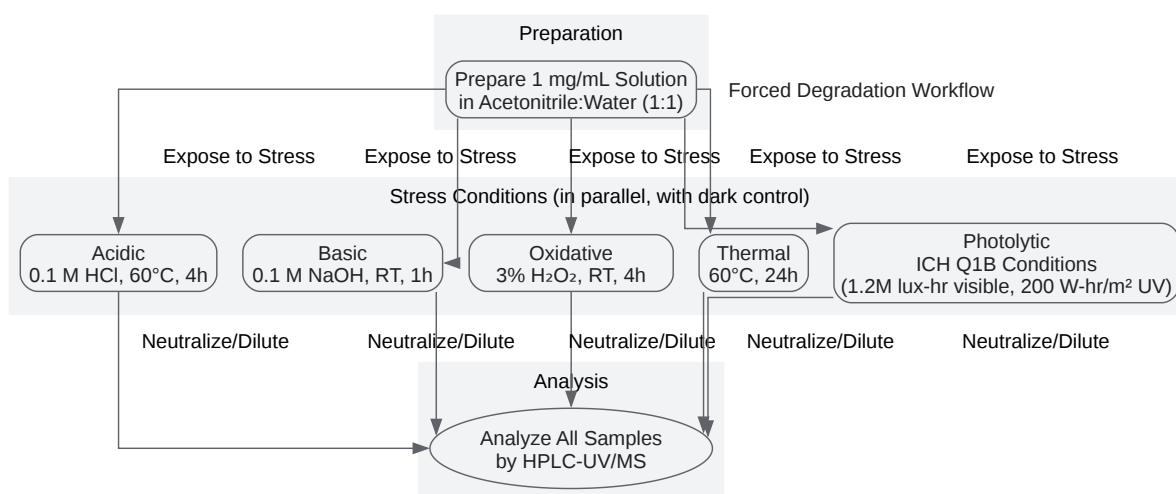 Preparation
Prepare 1 mg/mL Solution
in Acetonitrile:Water (1:1)
Forced Degradation Workflow
Expose to Stress
Expose to Stress
Expose to Stress
Expose to Stress
Expose to Stress
Stress Conditions (in parallel, with dark control)
Acidic
0.1 M HCl, 60°C, 4h
Basic
0.1 M NaOH, RT, 1h
Oxidative
3% H₂O₂, RT, 4h
Thermal
60°C, 24h
Photolytic
ICH Q1B Conditions
(1.2M lux-hr visible, 200 W-hr/m² UV)
Neutralize/Dilute
Neutralize/Dilute
Neutralize/Dilute
Neutralize/Dilute
Neutralize/Dilute
Analysis
Analyze All Samples
by HPLC-UV/MS